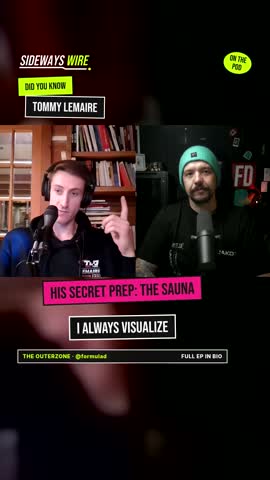 SIDEWAYS WIRE
ON THE
POD
DID YOU KNOW
TOMMY LEMAIRE
FD
HIS SECRET PREP: THE SAUNA
I ALWAYS VISUALIZE
THE OUTERZONE - @formulad
FULL EP IN BIO